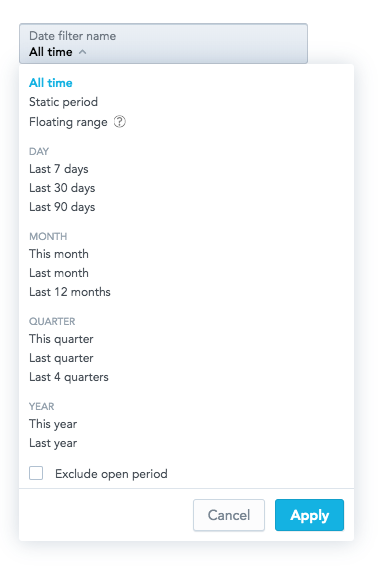 Date filter name
All time
All time
Static period
Floating range ?
DAY
Last 7 days
Last 30 days
Last 90 days
MONTH
This month
Last month
Last 12 months
QUARTER
This quarter
Last quarter
Last 4 quarters
YEAR
This year
Last year
Exclude open period
Cancel Apply